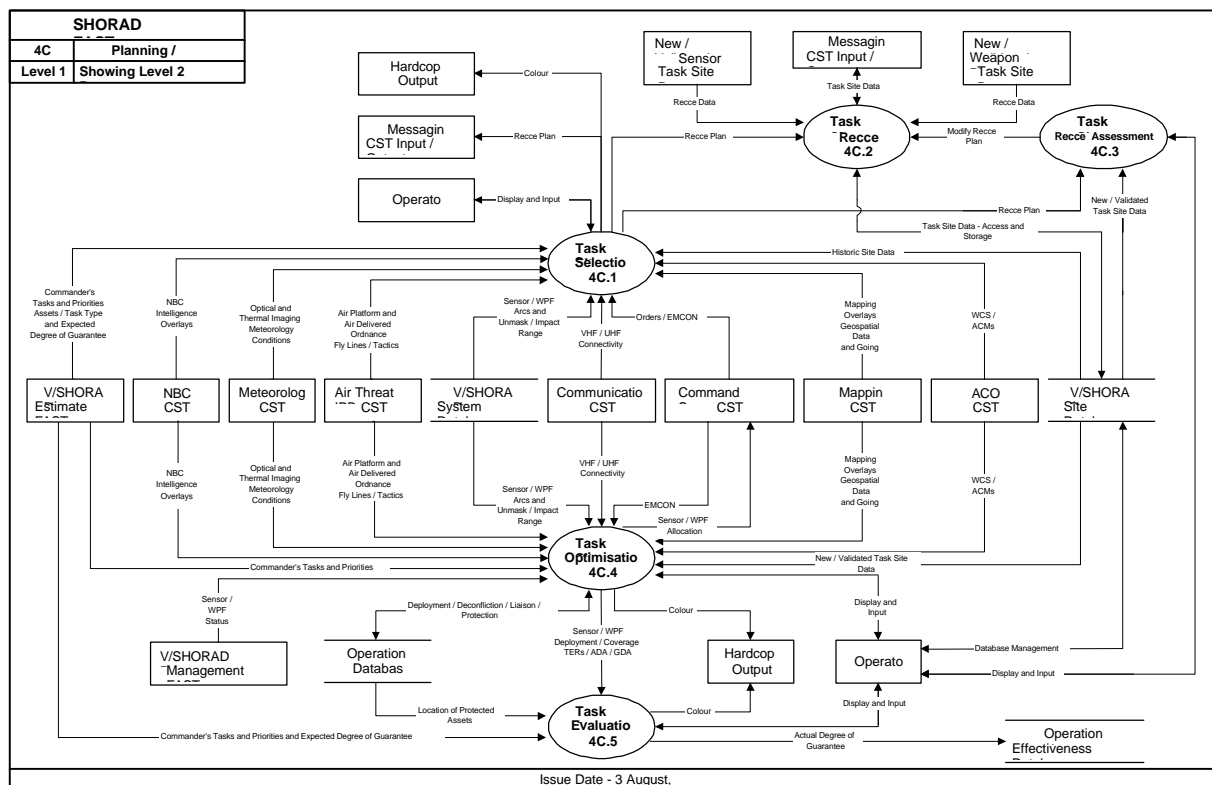 SHORAD
4C Planning /
Level 1 Showing Level 2
Hardcop
Output
Colour
Messagin
CST Input /
Recce Plan
Operato
Display and Input
New /
Sensor
Task Site
Recce Data
Messagin
CST Input /
Task Site Data
New /
Weapon
Task Site
Recce Data
Task
Recce
4C.2
Recce Plan
Modify Recce
Plan
Task
Recce Assessment
4C.3
Recce Plan
New / Validated
Task Site Data
Task Site Data - Access and
Storage
Historic Site Data
Task
Selectio
4C.1
Commander's
Tasks and Priorities
Assets / Task Type
and Expected
Degree of Guarantee
NBC
Intelligence
Overlays
Optical and
Thermal Imaging
Meteorology
Conditions
Air Platform and
Air Delivered
Ordnance
Fly Lines / Tactics
Sensor / WPF
Arcs and
Unmask / Impact
Range
VHF / UHF
Connectivity
Orders / EMCON
Mapping
Overlays
Geospatial
Data
and Going
WCS /
ACMs
V/SHORA
Estimate
NBC
CST
Meteorolog
CST
Air Threat
CST
V/SHORA
System
Communicatio
CST
Command
CST
Mappin
CST
ACO
CST
V/SHORA
Site
NBC
Intelligence
Overlays
Optical and
Thermal Imaging
Meteorology
Conditions
Air Platform and
Air Delivered
Ordnance
Fly Lines / Tactics
Sensor / WPF
Arcs and
Unmask / Impact
Range
VHF / UHF
Connectivity
EMCON
Sensor / WPF
Allocation
Mapping
Overlays
Geospatial
Data
and Going
WCS /
ACMs
Task
Optimisatio
4C.4
Commander's Tasks and Priorities
New / Validated Task Site
Data
Sensor /
WPF
Status
Deployment / Deconfliction / Liaison /
Protection
Colour
Display and
Input
Sensor / WPF
Deployment / Coverage
TERs / ADA / GDA
V/SHORAD
Management
Operation
Databas
Hardcop
Output
Operato
Database Management
Display and Input
Location of Protected
Assets
Task
Evaluatio
4C.5
Colour
Display and Input
Commander's Tasks and Priorities and Expected Degree of Guarantee
Actual Degree of
Guarantee
Operation
Effectiveness
Issue Date - 3 August,